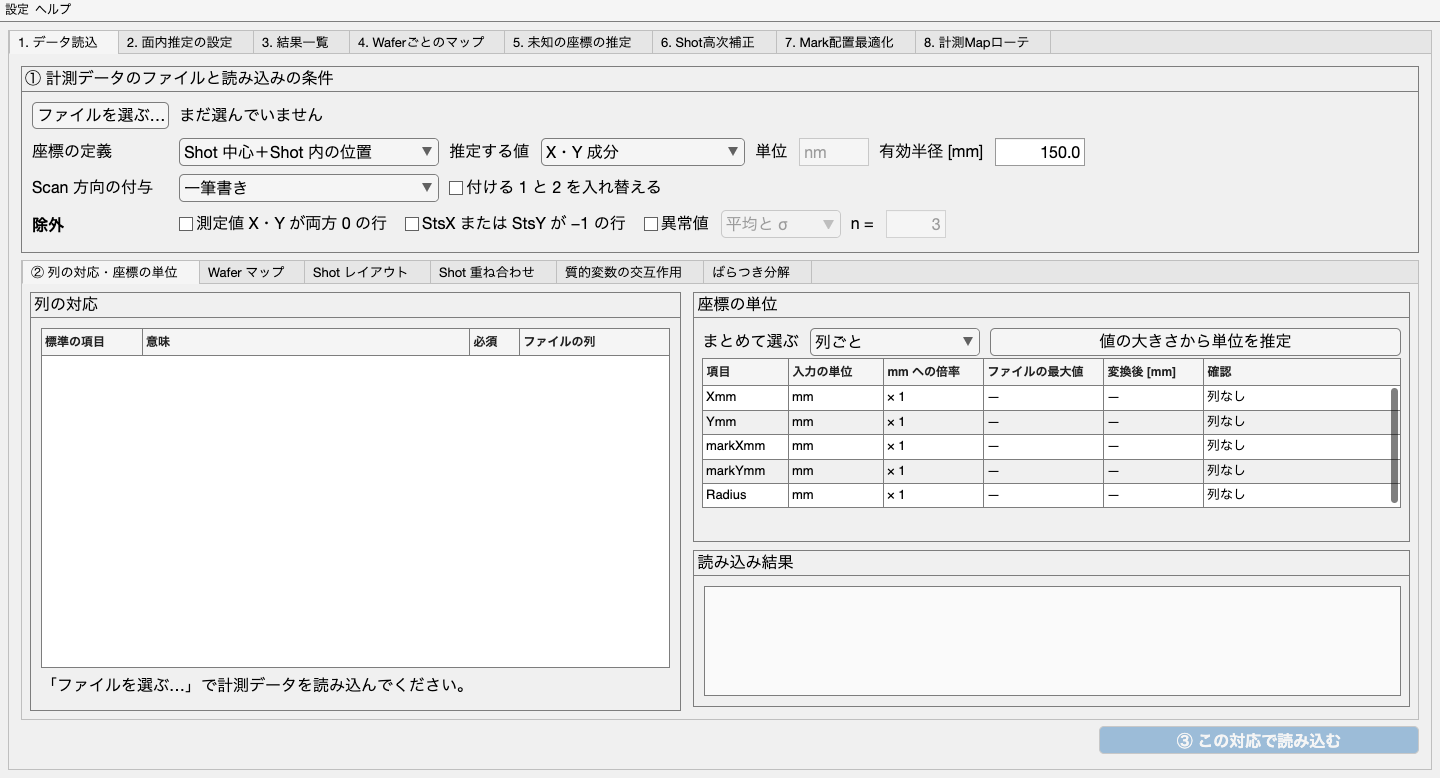 設定 ヘルプ
1. データ読込 2. 面内推定の設定 3. 結果一覧 4. Waferごとのマップ 5. 未知の座標の推定 6. Shot高次補正 7. Mark配置最適化 8. 計測Mapローテ
① 計測データのファイルと読み込みの条件
ファイルを選ぶ... まだ選んでいません
座標の定義 Shot 中心＋Shot 内の位置 推定する値 X・Y 成分 単位 nm 有効半径 [mm] 150.0
Scan 方向の付与 一筆書き 付ける 1 と 2 を入れ替える
除外 測定値 X・Y が両方 0 の行 StsX または StsY が −1 の行 異常値 平均と σ n = 3
② 列の対応・座標の単位 Wafer マップ Shot レイアウト Shot 重ね合わせ 質的変数の交互作用 ばらつき分解
列の対応
標準の項目 意味 必須 ファイルの列
「ファイルを選ぶ...」で計測データを読み込んでください。
座標の単位
まとめて選ぶ 列ごと 値の大きさから単位を推定
項目 入力の単位 mm への倍率 ファイルの最大値 変換後 [mm] 確認
Xmm mm × 1 — — 列なし
Ymm mm × 1 — — 列なし
markXmm mm × 1 — — 列なし
markYmm mm × 1 — — 列なし
Radius mm × 1 — — 列なし
読み込み結果
③ この対応で読み込む